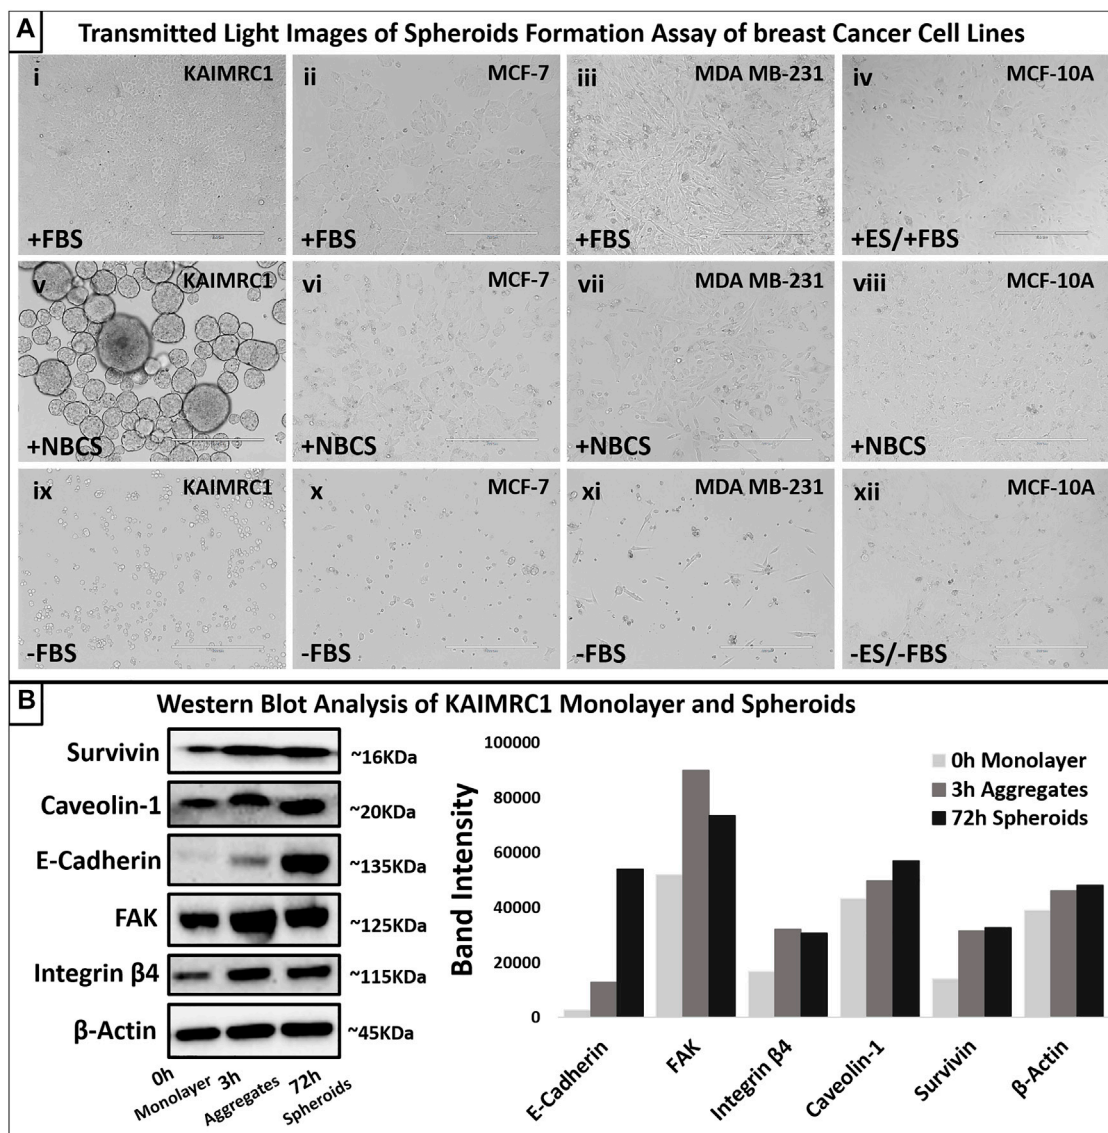 A
Transmitted Light Images of Spheroids Formation Assay of breast Cancer Cell Lines
i KAIMRC1
+FBS
ii MCF-7
+FBS
iii MDA MB-231
+FBS
iv MCF-10A
+ES/+FBS
v KAIMRC1
+NBCS
vi MCF-7
+NBCS
vii MDA MB-231
+NBCS
viii MCF-10A
+NBCS
ix KAIMRC1
-FBS
x MCF-7
-FBS
xi MDA MB-231
-FBS
xii MCF-10A
-ES/-FBS
B
Western Blot Analysis of KAIMRC1 Monolayer and Spheroids
Survivin ~16KDa
Caveolin-1 ~20KDa
E-Cadherin ~135KDa
FAK ~125KDa
Integrin β4 ~115KDa
β-Actin ~45KDa
0h
Monolayer
3h
Aggregates
72h
Spheroids
Band Intensity
100000
80000
60000
40000
20000
0
0h Monolayer
3h Aggregates
72h Spheroids
E-Cadherin
FAK
Integrin β4
Caveolin-1
Survivin
β-Actin